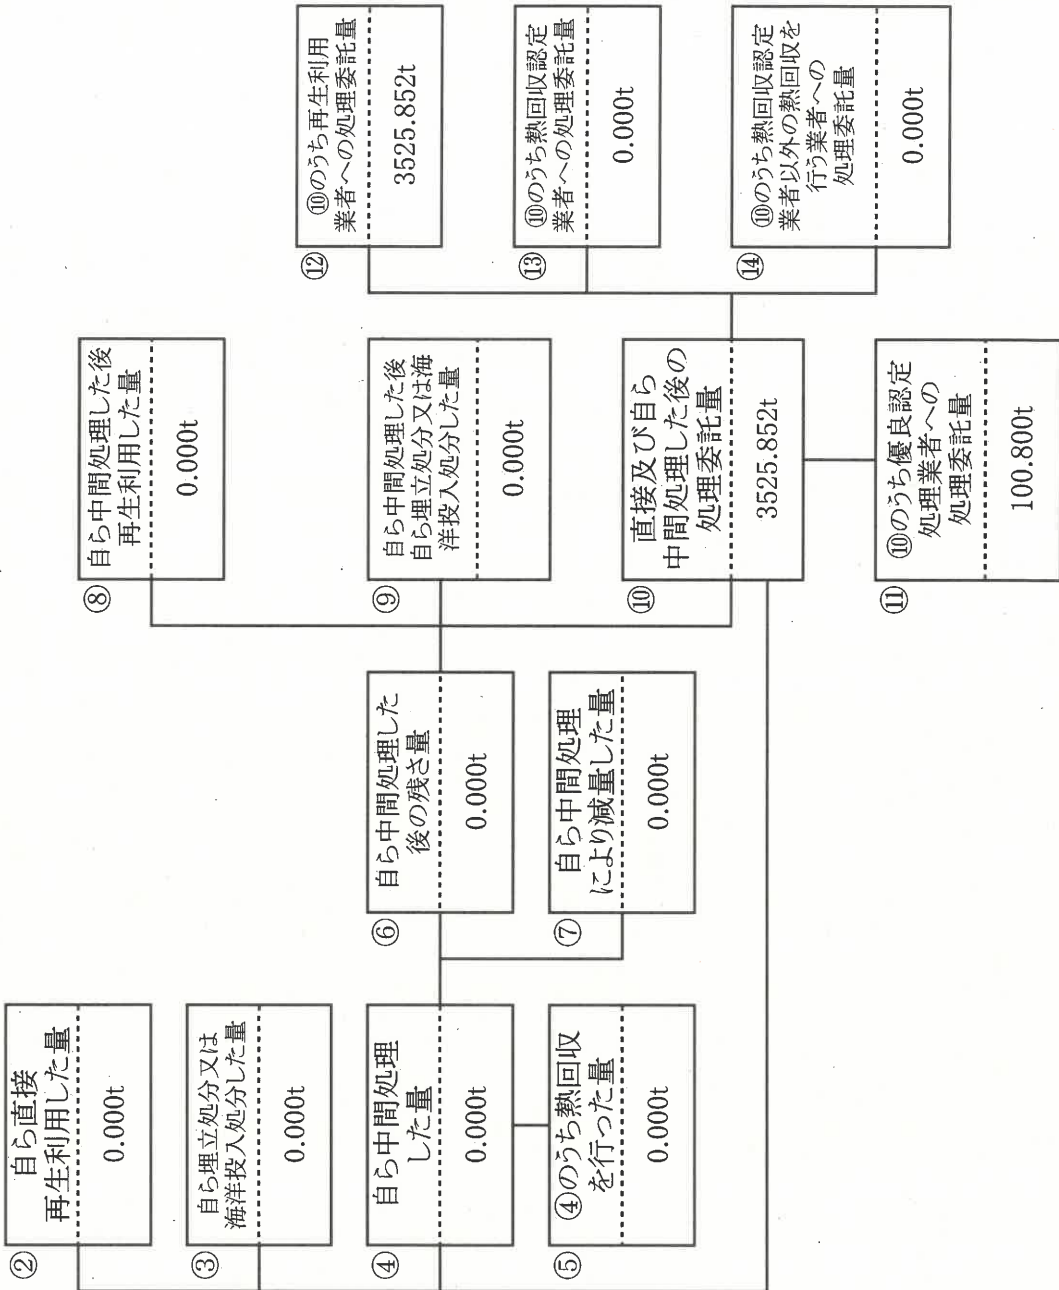 ②
自ら直接
再生利用した量
0.000t
③
自ら埋立処分又は
海洋投入処分した量
0.000t
④
自ら中間処理
した量
0.000t
⑤
④のうち熱回収
を行った量
0.000t
⑥
自ら中間処理した
後の残さ量
0.000t
⑦
自ら中間処理
により減量した量
0.000t
⑧
自ら中間処理した後
再生利用した量
0.000t
⑨
自ら中間処理した後
自ら埋立処分又は海
洋投入処分した量
0.000t
⑩
直接及び自ら
中間処理した後の
処理委託量
3525.852t
⑪
⑩のうち優良認定
処理業者への
処理委託量
100.800t
⑫
⑩のうち再生利用
業者への処理委託量
3525.852t
⑬
⑩のうち熱回収認定
業者への処理委託量
0.000t
⑭
⑩のうち熱回収認定
業者以外の熱回収を
行う業者への
処理委託量
0.000t